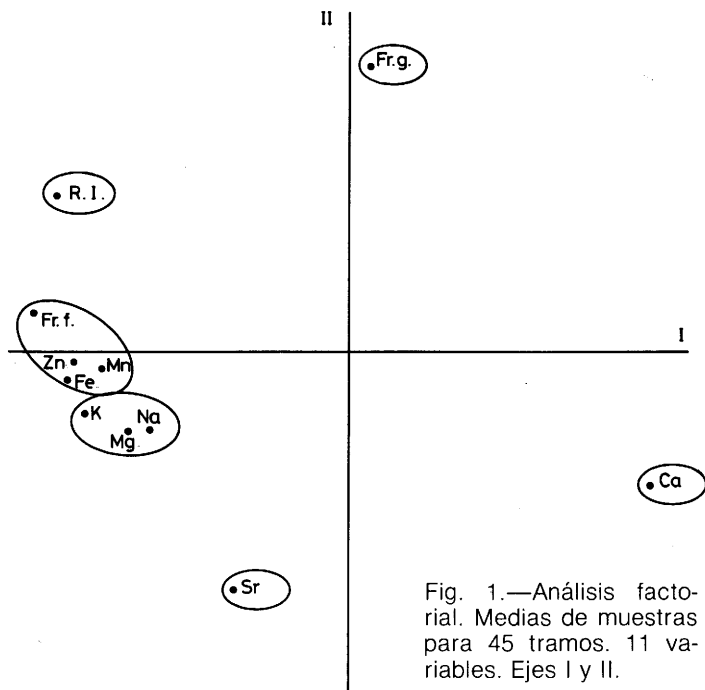 II
Fr.g.
R.I.
Fr.f.
I
Zn
Mn
Fe
K
Na
Mg
Ca
Sr
Fig. 1.—Análisis facto-
rial. Medias de muestras
para 45 tramos. 11 va-
riables. Ejes I y II.